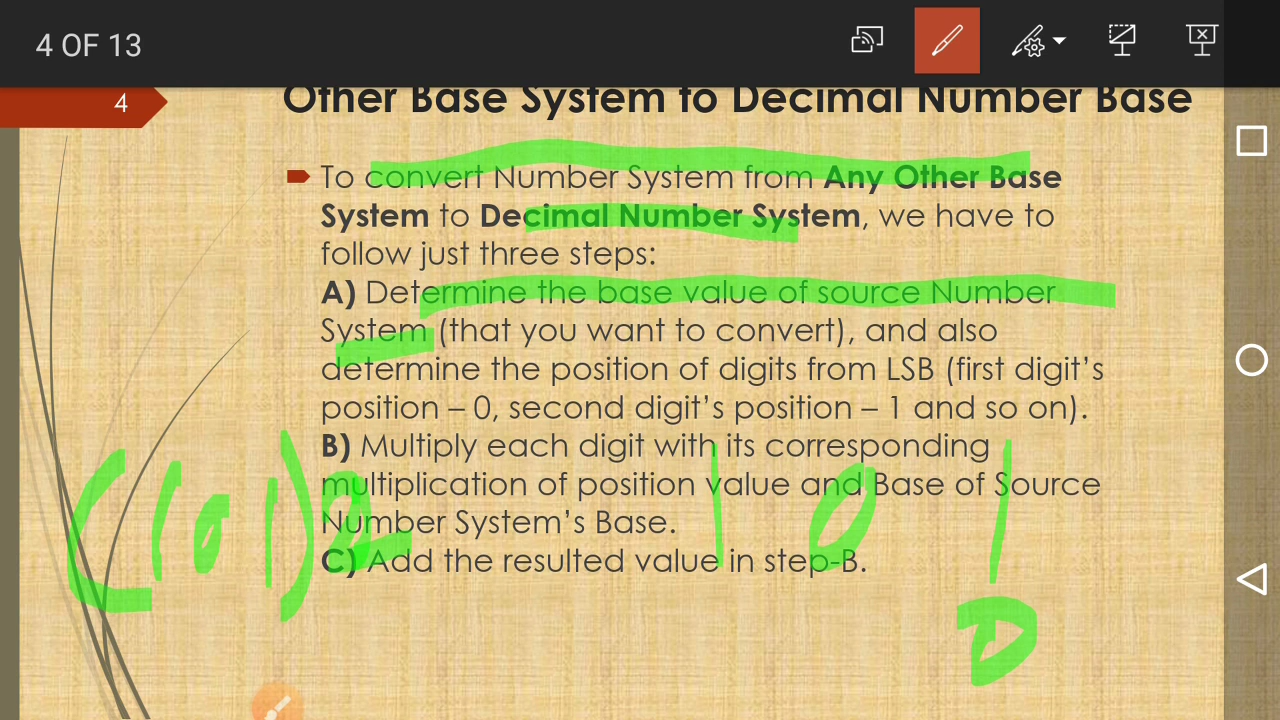 4 OF 13
4
Other Base System to Decimal Number Base
To convert Number System from Any Other Base
System to Decimal Number System, we have to
follow just three steps:
A) Determine the base value of source Number
System (that you want to convert), and also
determine the position of digits from LSB (first digit's
position – 0, second digit's position – 1 and so on).
B) Multiply each digit with its corresponding
multiplication of position value and Base of Source
Number System's Base.
C) Add the resulted value in step-B.
(101)2 1 0 1